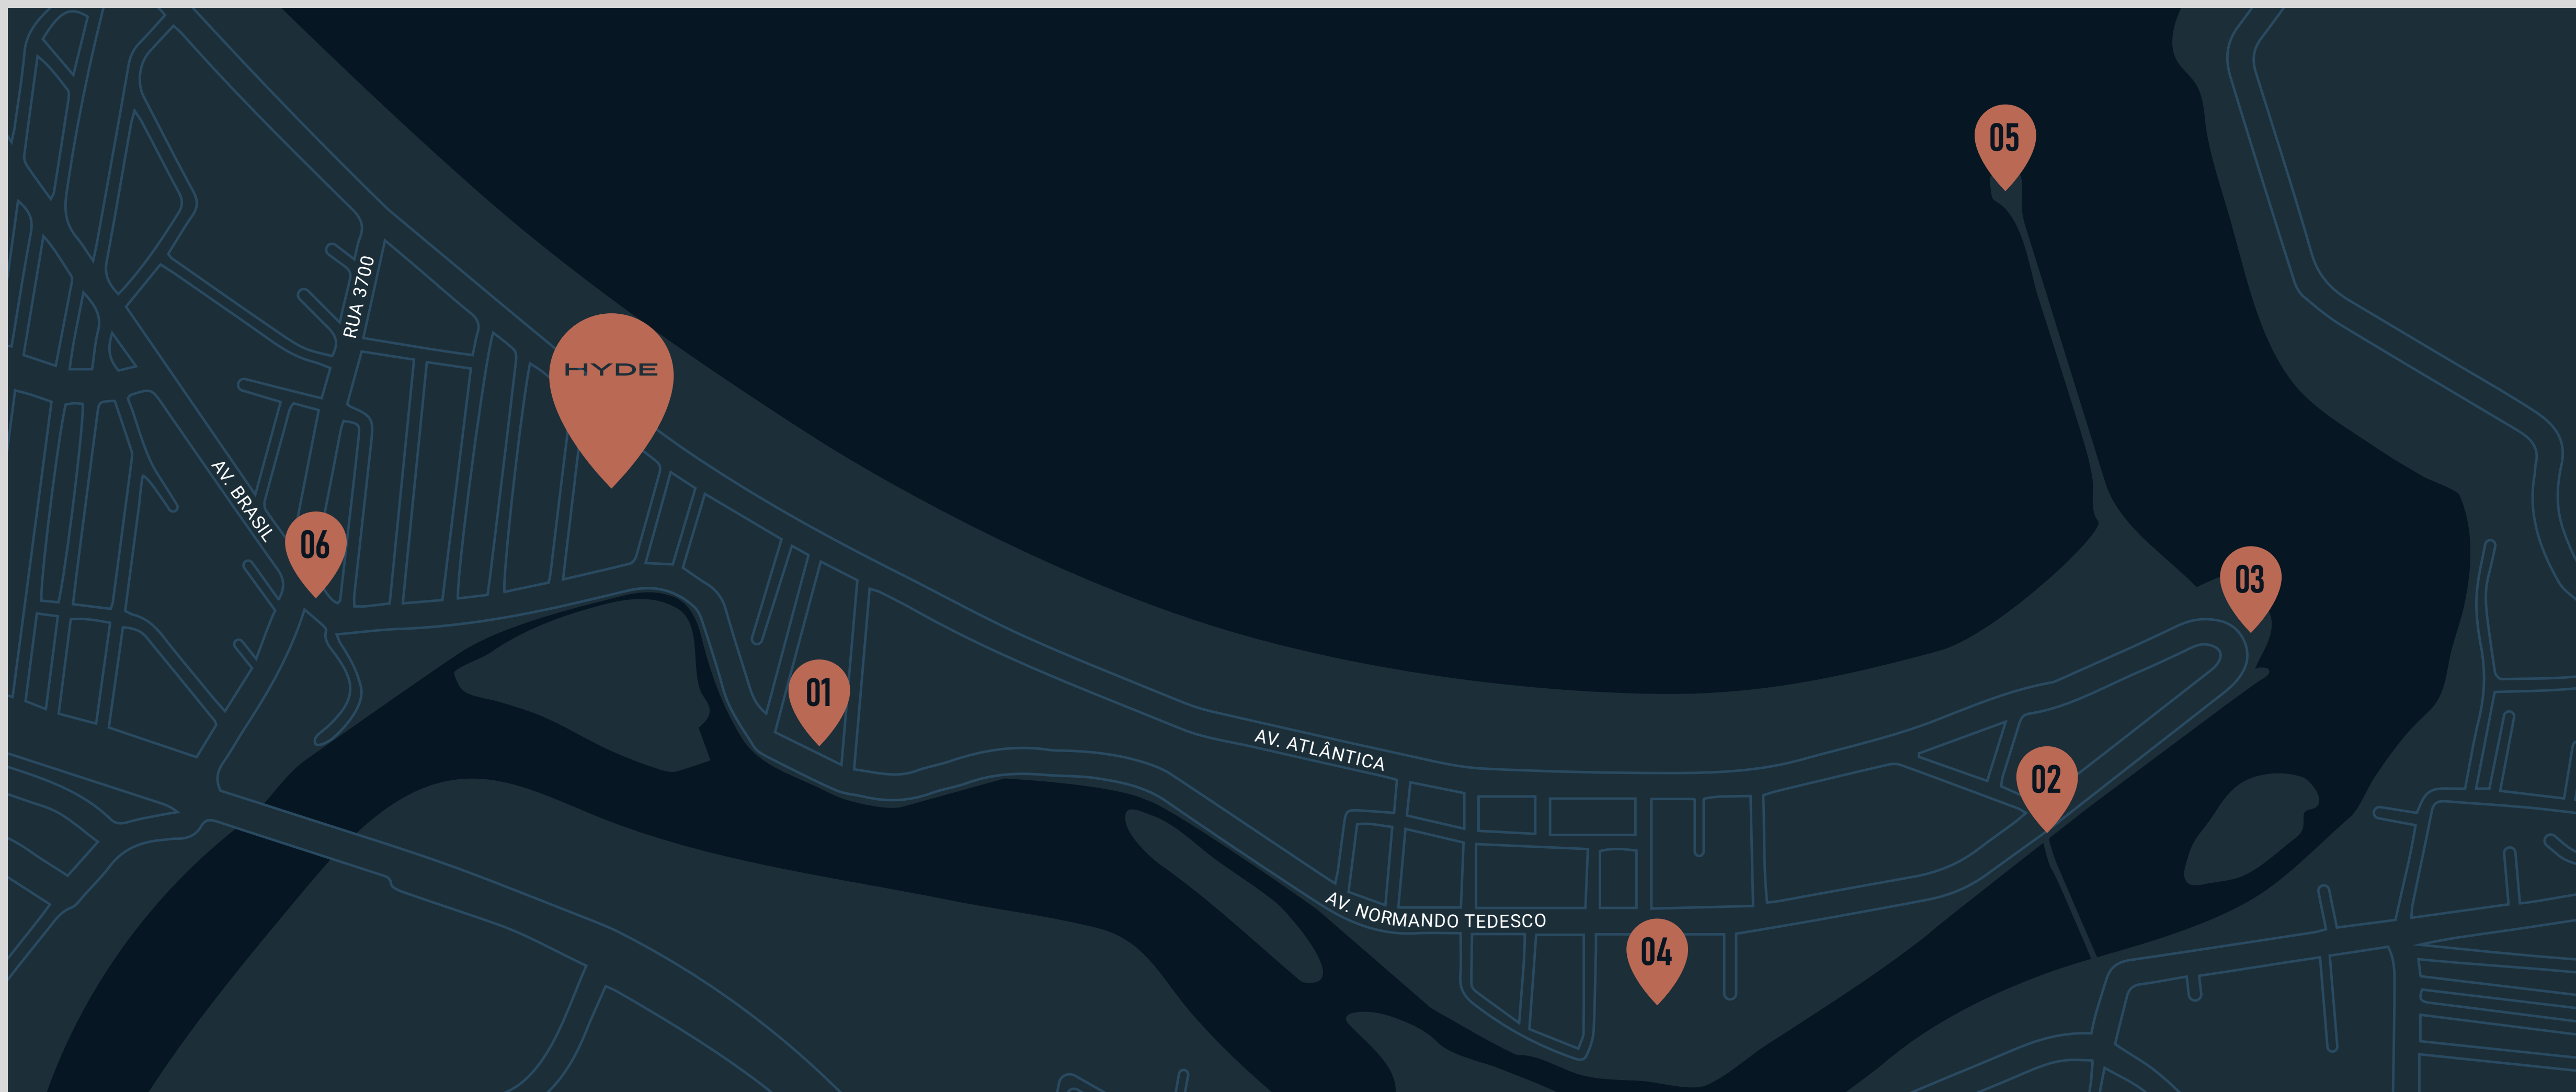 05
RUA 3700
HYDE
AV. BRASIL
06
03
01
AV. ATLÂNTICA
02
AV. NORMANDO TEDESCO
04